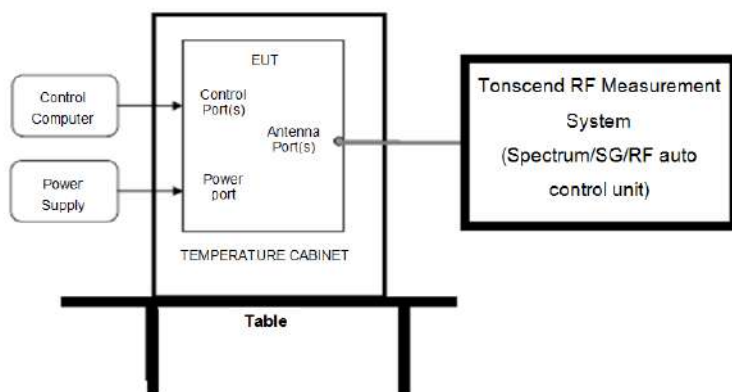 EUT
Control
Port(s)
Antenna
Port(s)
Power
port
TEMPERATURE CABINET
Control
Computer
Power
Supply
Tonscend RF Measurement
System
(Spectrum/SG/RF auto
control unit)
Table